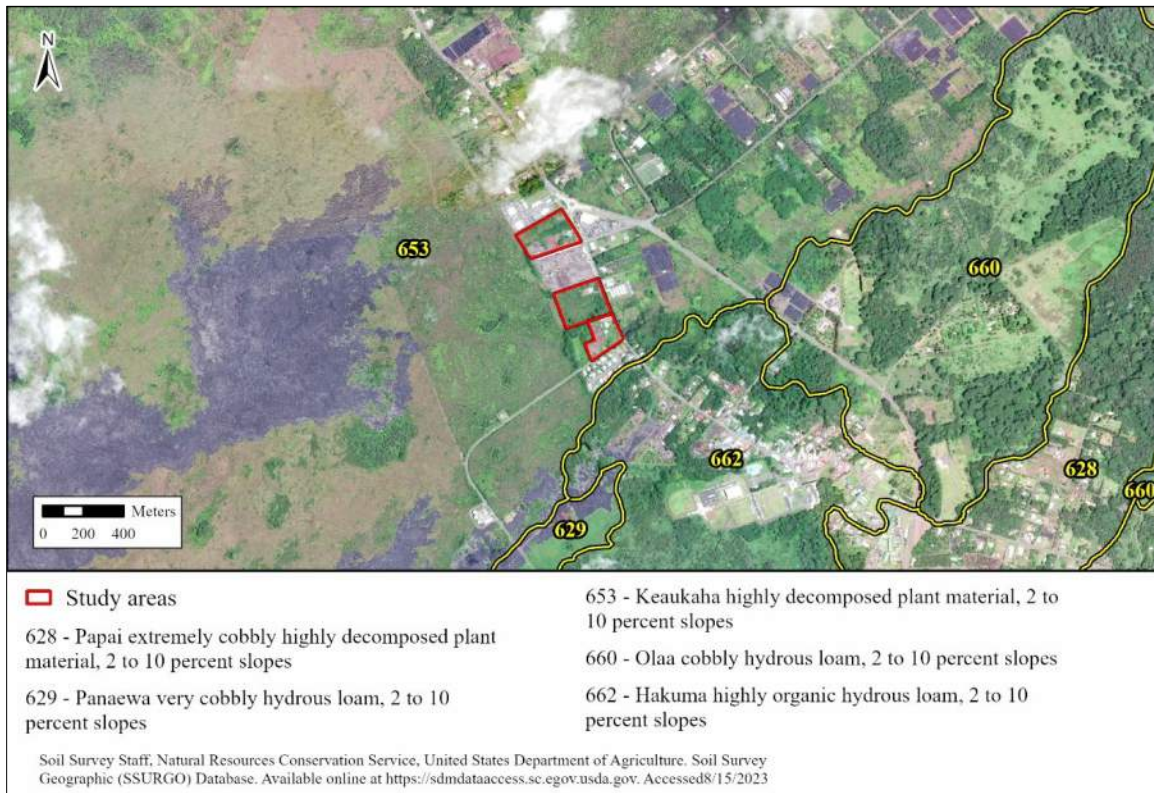 N
653
660
662
628
660
629
Meters
0 200 400
Study areas
628 - Papai extremely cobbly highly decomposed plant
material, 2 to 10 percent slopes
629 - Panaewa very cobbly hydrous loam, 2 to 10
percent slopes
653 - Keaukaha highly decomposed plant material, 2 to
10 percent slopes
660 - Olaa cobbly hydrous loam, 2 to 10 percent slopes
662 - Hakuma highly organic hydrous loam, 2 to 10
percent slopes
Soil Survey Staff, Natural Resources Conservation Service, United States Department of Agriculture. Soil Survey
Geographic (SSURGO) Database. Available online at https://sdmdataaccess.sc.egov.usda.gov. Accessed8/15/2023